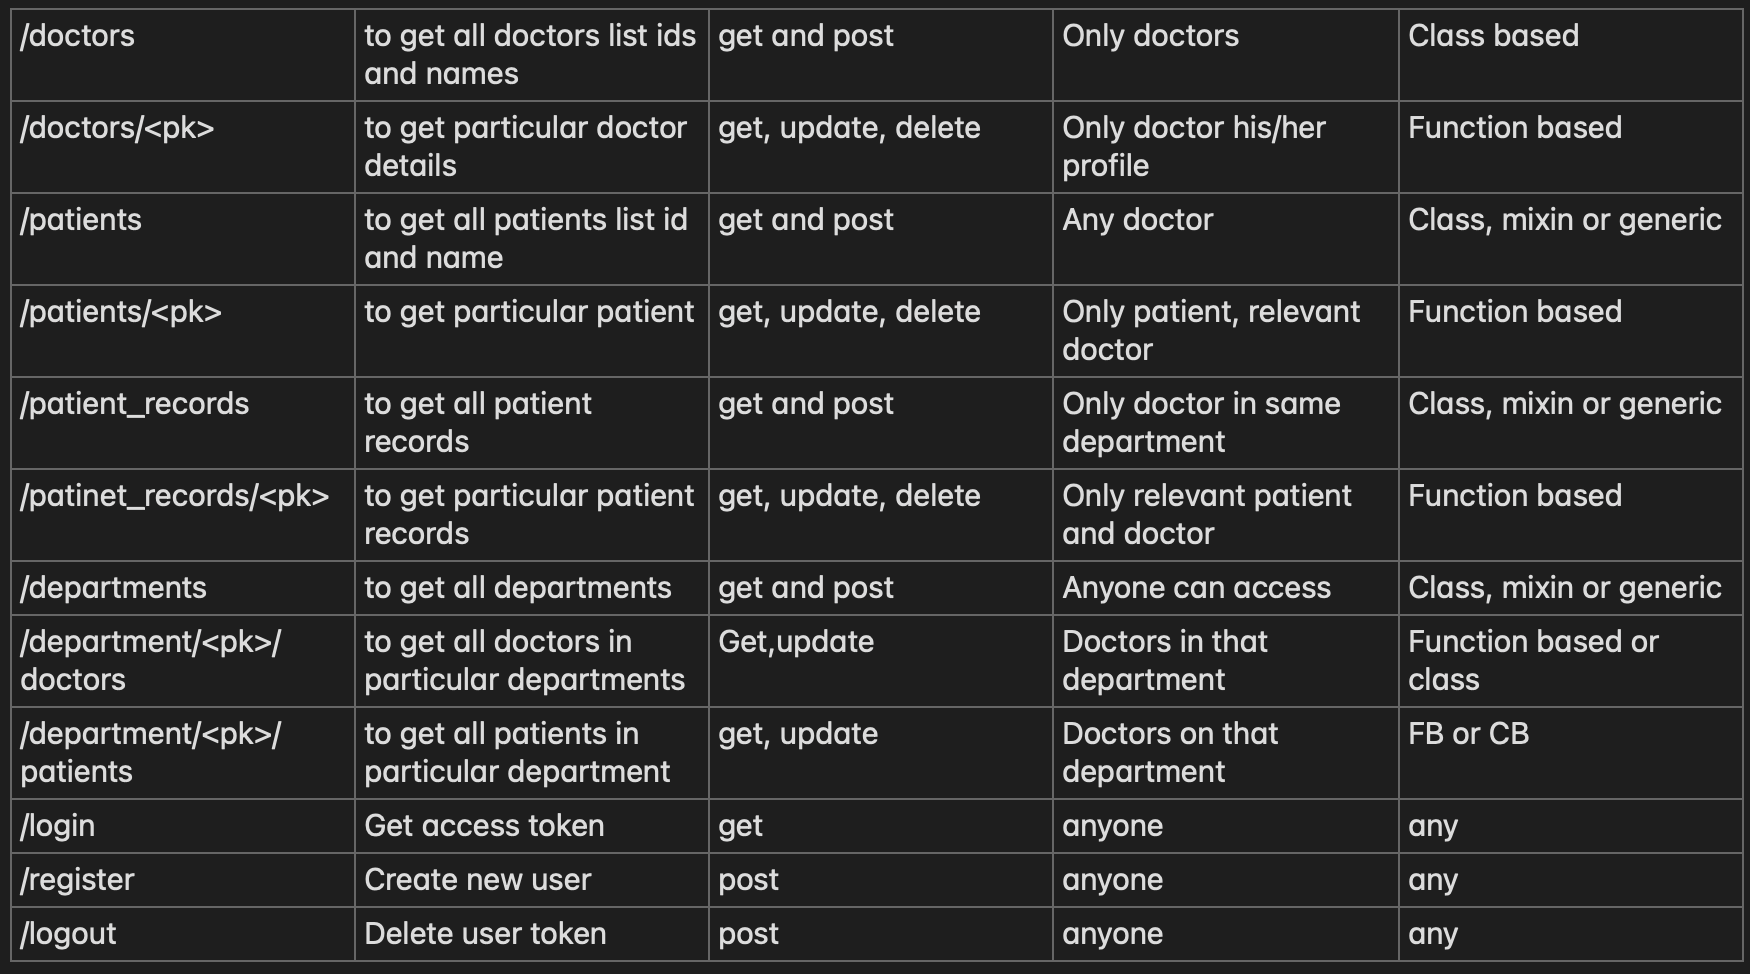 /doctors
to get all doctors list ids
and names
get and post
Only doctors
Class based
/doctors/<pk>
to get particular doctor
details
get, update, delete
Only doctor his/her
profile
Function based
/patients
to get all patients list id
and name
get and post
Any doctor
Class, mixin or generic
/patients/<pk>
to get particular patient
get, update, delete
Only patient, relevant
doctor
Function based
/patient_records
to get all patient
records
get and post
Only doctor in same
department
Class, mixin or generic
/patinet_records/<pk>
to get particular patient
records
get, update, delete
Only relevant patient
and doctor
Function based
/departments
to get all departments
get and post
Anyone can access
Class, mixin or generic
/department/<pk>/
doctors
to get all doctors in
particular departments
Get,update
Doctors in that
department
Function based or
class
/department/<pk>/
patients
to get all patients in
particular department
get, update
Doctors on that
department
FB or CB
/login
Get access token
get
anyone
any
/register
Create new user
post
anyone
any
/logout
Delete user token
post
anyone
any